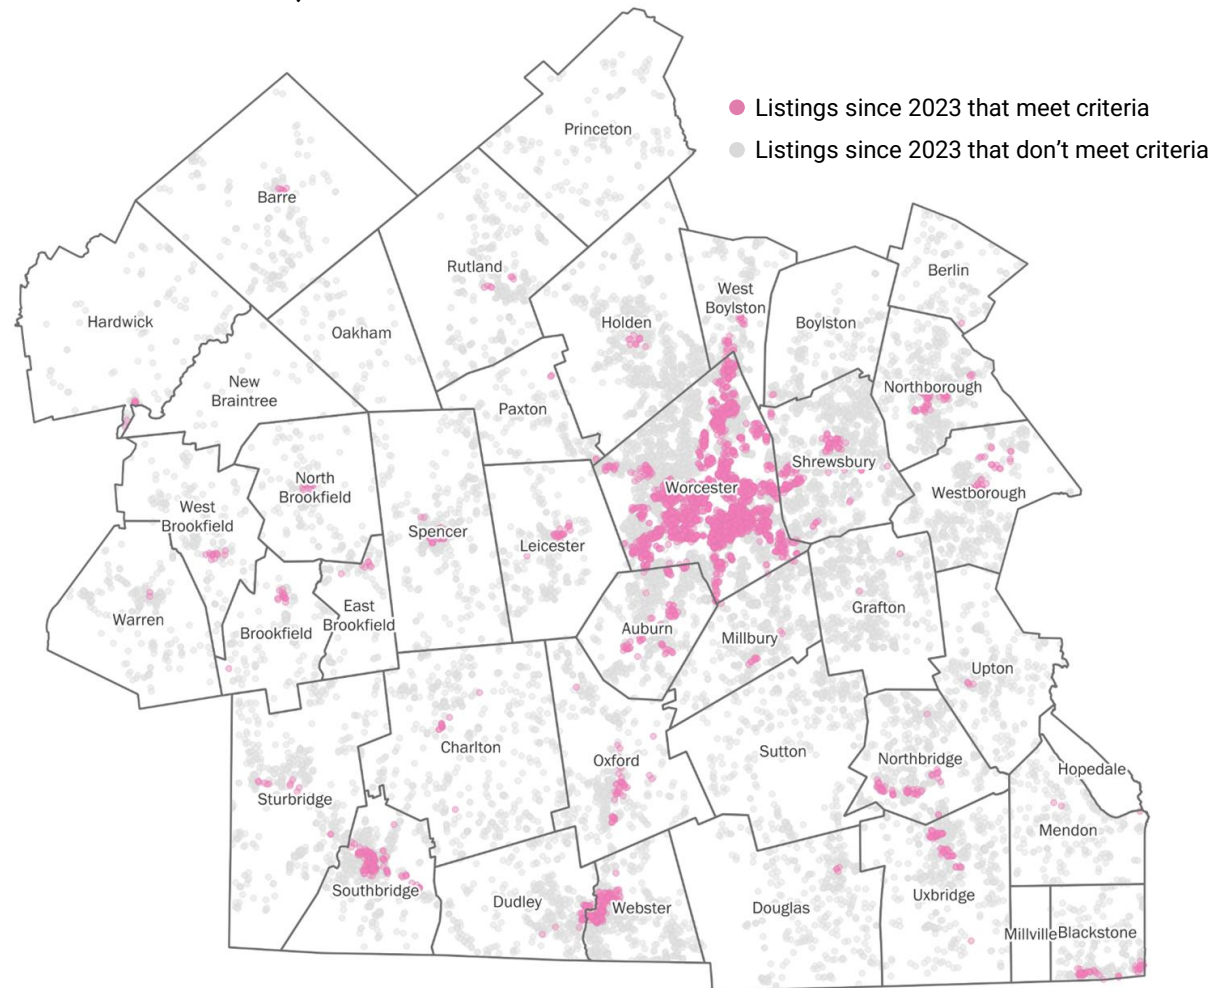 Listings since 2023 that meet criteria
Listings since 2023 that don’t meet criteria
Princeton
Barre
Rutland
Berlin
West
Boylston
Hardwick
Oakham
Holden
Boylston
New
Braintree
Paxton
Northborough
North
Brookfield
Worcester
Shrewsbury
Westborough
West
Brookfield
Spencer
Leicester
Warren
Brookfield
East
Brookfield
Auburn
Millbury
Grafton
Upton
Charlton
Oxford
Sutton
Northbridge
Hopedale
Sturbridge
Mendon
Southbridge
Dudley
Webster
Douglas
Uxbridge
Millville
Blackstone